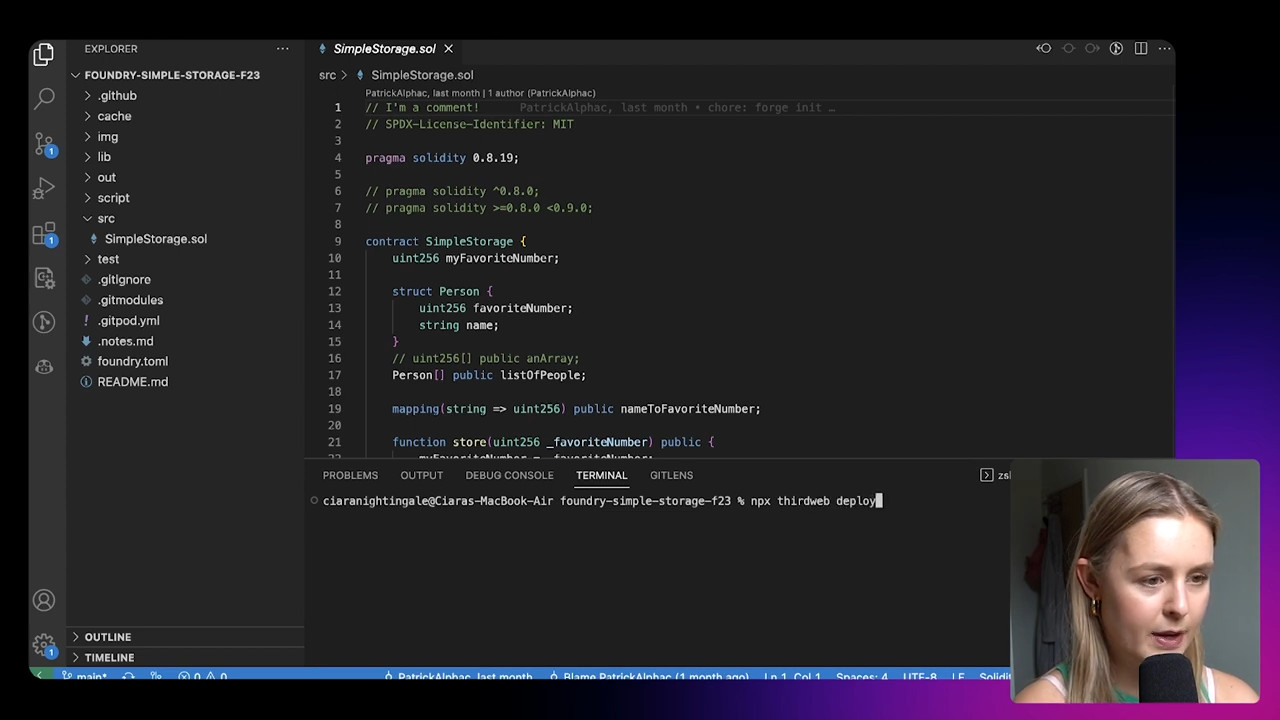 EXPLORER
FOUNDRY-SIMPLE-STORAGE-F23
.github
cache
img
lib
out
script
src
SimpleStorage.sol
test
.gitignore
.gitmodules
.gitpod.yml
.notes.md
foundry.toml
README.md
OUTLINE
TIMELINE
SimpleStorage.sol
src > SimpleStorage.sol
PatrickAlphac, last month | 1 author (PatrickAlphac)
1 // I'm a comment! PatrickAlphac, last month • chore: forge init …
2 // SPDX-License-Identifier: MIT
3
4 pragma solidity 0.8.19;
5
6 // pragma solidity ^0.8.0;
7 // pragma solidity >=0.8.0 <0.9.0;
8
9 contract SimpleStorage {
10 uint256 myFavoriteNumber;
11
12 struct Person {
13 uint256 favoriteNumber;
14 string name;
15 }
16 // uint256[] public anArray;
17 Person[] public listOfPeople;
18
19 mapping(string => uint256) public nameToFavoriteNumber;
20
21 function store(uint256 _favoriteNumber) public {
myFavoriteNumber = _favoriteNumber;
PROBLEMS OUTPUT DEBUG CONSOLE TERMINAL GITLENS zsh
ciaranightingale@Ciaras-MacBook-Air foundry-simple-storage-f23 % npx thirdweb deploy
main* 0 0 PatrickAlphac, last month Blame PatrickAlphac (1 month ago) Ln 1, Col 1 Spaces: 4 UTF-8 LF Solidi